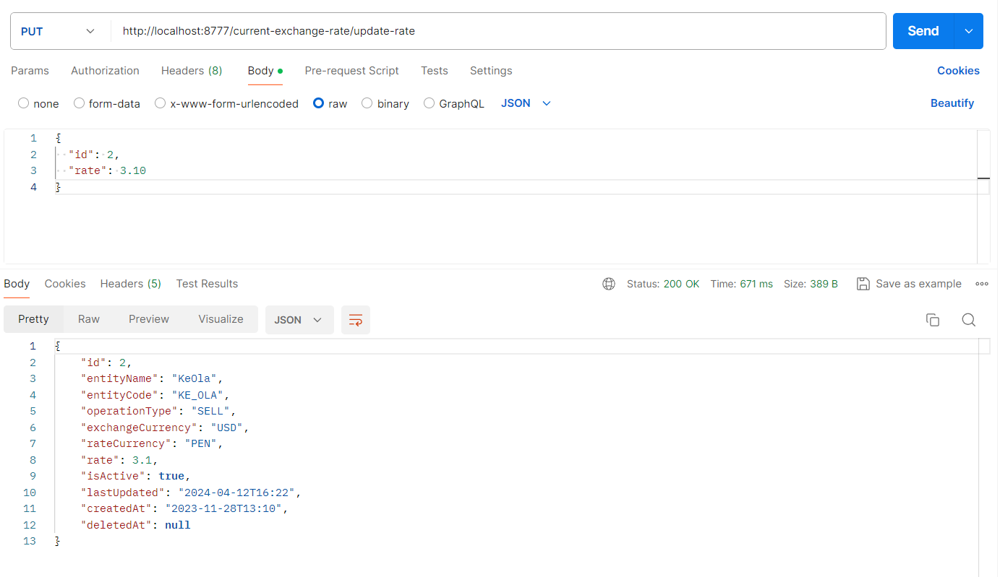 PUT http://localhost:8777/current-exchange-rate/update-rate Send
Params Authorization Headers (8) Body Pre-request Script Tests Settings Cookies
none form-data x-www-form-urlencoded raw binary GraphQL JSON Beautify
1 {
2 "id": 2,
3 "rate": 3.10
4 }
Body Cookies Headers (5) Test Results Status: 200 OK Time: 671 ms Size: 389 B Save as example
Pretty Raw Preview Visualize JSON
1 {
2 "id": 2,
3 "entityName": "KeOla",
4 "entityCode": "KE_OLA",
5 "operationType": "SELL",
6 "exchangeCurrency": "USD",
7 "rateCurrency": "PEN",
8 "rate": 3.1,
9 "isActive": true,
10 "lastUpdated": "2024-04-12T16:22",
11 "createdAt": "2023-11-28T13:10",
12 "deletedAt": null
13 }